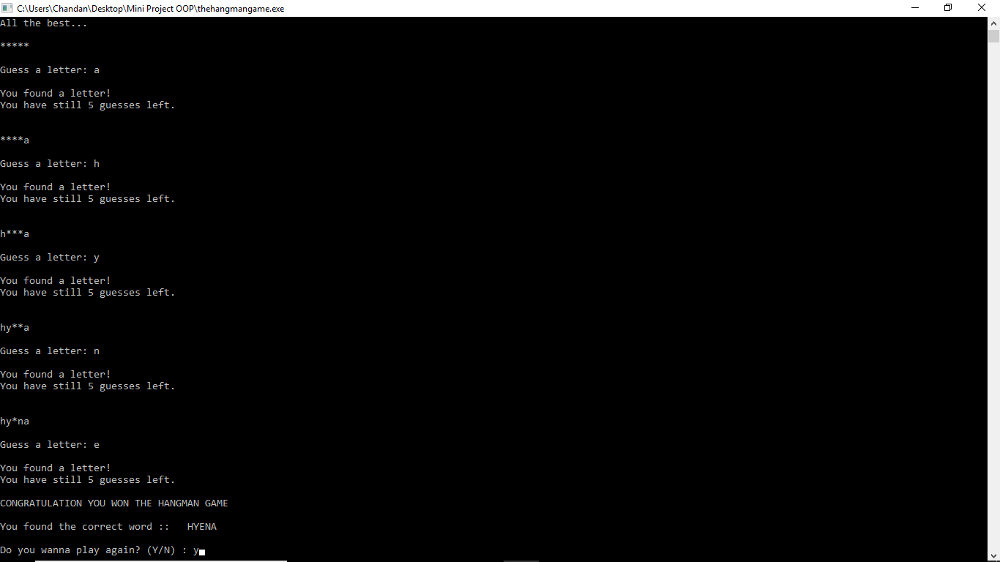 C:\Users\Chandan\Desktop\Mini Project OOP\thehangmangame.exe
All the best...
*****
Guess a letter: a
You found a letter!
You have still 5 guesses left.
****a
Guess a letter: h
You found a letter!
You have still 5 guesses left.
h***a
Guess a letter: y
You found a letter!
You have still 5 guesses left.
hy**a
Guess a letter: n
You found a letter!
You have still 5 guesses left.
hy*na
Guess a letter: e
You found a letter!
You have still 5 guesses left.
CONGRATULATION YOU WON THE HANGMAN GAME
You found the correct word ::   HYENA
Do you wanna play again? (Y/N) : y